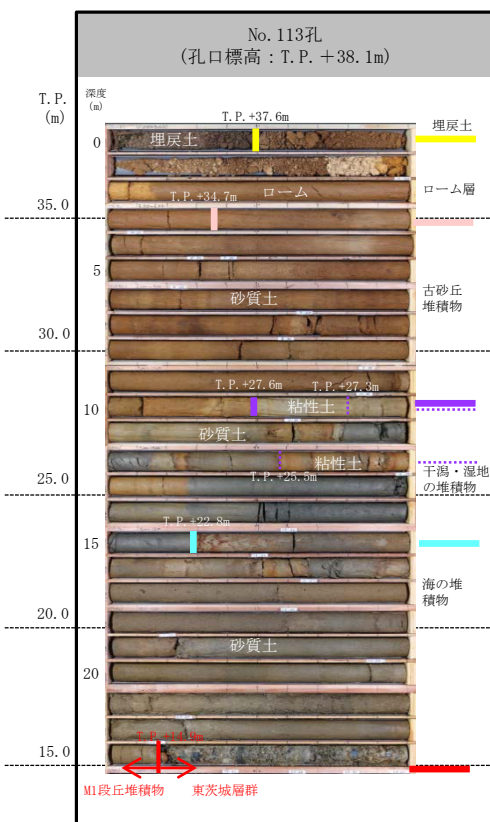 No.113孔
(孔口標高：T.P.＋38.1m)
T.P.
(m)
深度
(m)
T.P.+37.6m
埋戻土
0
埋戻土
T.P.+34.7m
ローム
ローム層
35.0
5
砂質土
古砂丘
堆積物
30.0
T.P.+27.6m
T.P.+27.3m
10
粘性土
砂質土
粘性土
T.P.+25.5m
干潟・湿地
の堆積物
25.0
T.P.+22.8m
15
海の堆
積物
20.0
砂質土
20
T.P.+14.9m
15.0
M1段丘堆積物
東茨城層群